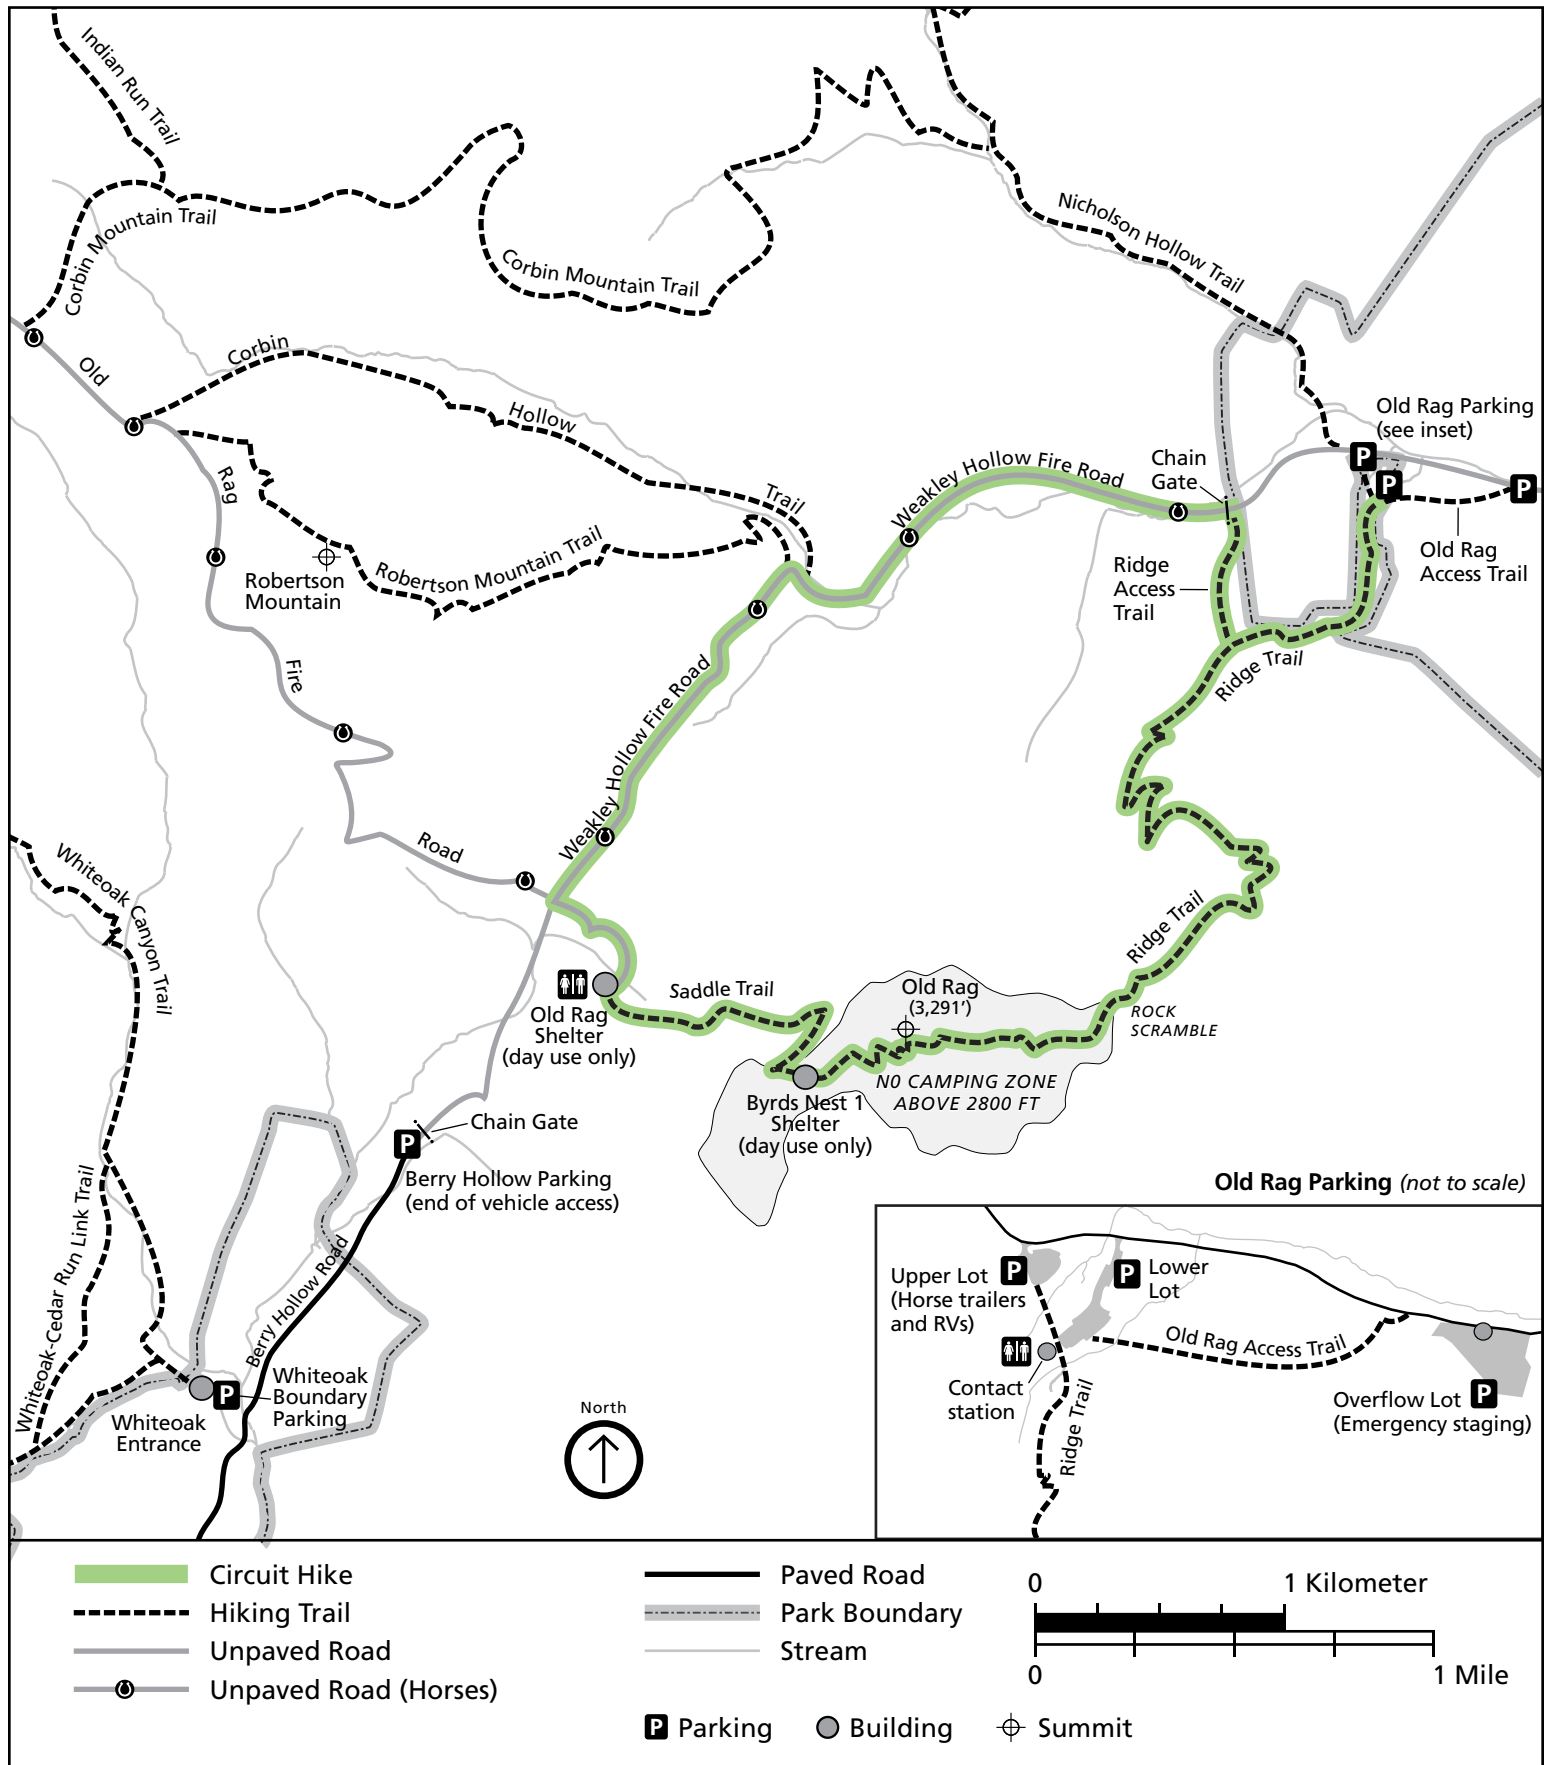 Indian Run Trail
Corbin Mountain Trail
Corbin Mountain Trail
Nicholson Hollow Trail
Old
Corbin
Hollow
Trail
Rag
Robertson
Mountain
Robertson Mountain Trail
Fire
Road
Weakley Hollow Fire Road
Weakley Hollow Fire Road
Chain
Gate
Old Rag Parking
(see inset)
P
P
P
Old Rag
Access Trail
Ridge
Access
Trail
Ridge Trail
Ridge Trail
ROCK
SCRAMBLE
Old Rag
(3,291')
N0 CAMPING ZONE
ABOVE 2800 FT
Saddle Trail
Old Rag
Shelter
(day use only)
Byrds Nest 1
Shelter
(day use only)
Whiteoak Canyon Trail
Chain Gate
P
Berry Hollow Parking
(end of vehicle access)
Berry Hollow Road
Whiteoak-Cedar Run Link Trail
P
Whiteoak
Boundary
Parking
Whiteoak
Entrance
North
Old Rag Parking (not to scale)
Upper Lot
(Horse trailers
and RVs)
P
P
Lower
Lot
Old Rag Access Trail
Contact
station
Ridge Trail
Overflow Lot
(Emergency staging)
P
Circuit Hike
Hiking Trail
Unpaved Road
Unpaved Road (Horses)
Paved Road
Park Boundary
Stream
0
1 Kilometer
0
1 Mile
P Parking
Building
Summit